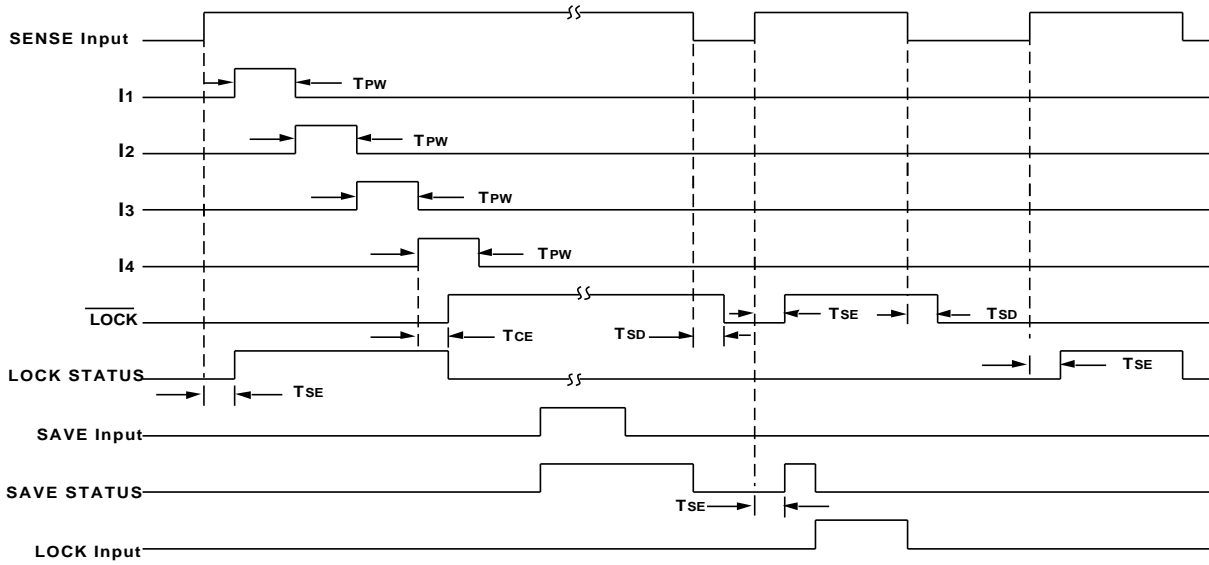 SENSE Input
TPW
I1
TPW
I2
TPW
I3
TPW
I4
LOCK
TCE
TSD
TSE
TSD
LOCK STATUS
TSE
TSE
SAVE Input
SAVE STATUS
TSE
LOCK Input